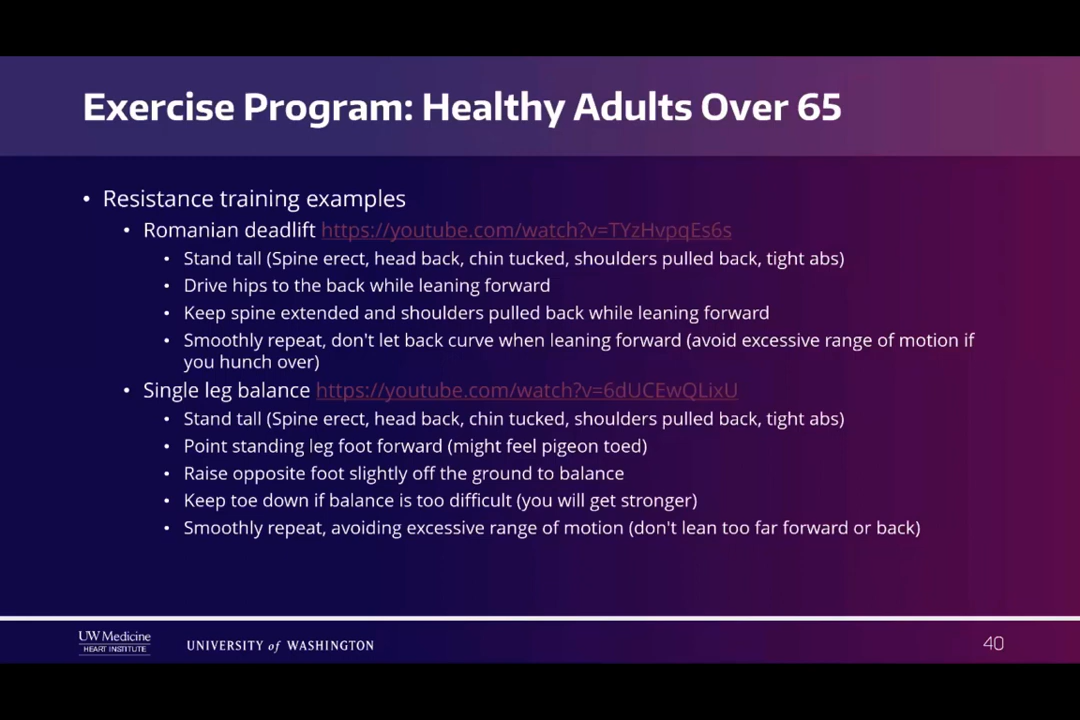 Exercise Program: Healthy Adults Over 65
• Resistance training examples
• Romanian deadlift https://youtube.com/watch?v=TYzHvpqEs6s
• Stand tall (Spine erect, head back, chin tucked, shoulders pulled back, tight abs)
• Drive hips to the back while leaning forward
• Keep spine extended and shoulders pulled back while leaning forward
• Smoothly repeat, don't let back curve when leaning forward (avoid excessive range of motion if
you hunch over)
• Single leg balance https://youtube.com/watch?v=6dUCEwQLixU
• Stand tall (Spine erect, head back, chin tucked, shoulders pulled back, tight abs)
• Point standing leg foot forward (might feel pigeon toed)
• Raise opposite foot slightly off the ground to balance
• Keep toe down if balance is too difficult (you will get stronger)
• Smoothly repeat, avoiding excessive range of motion (don't lean too far forward or back)
UW Medicine
HEART INSTITUTE
UNIVERSITY of WASHINGTON
40